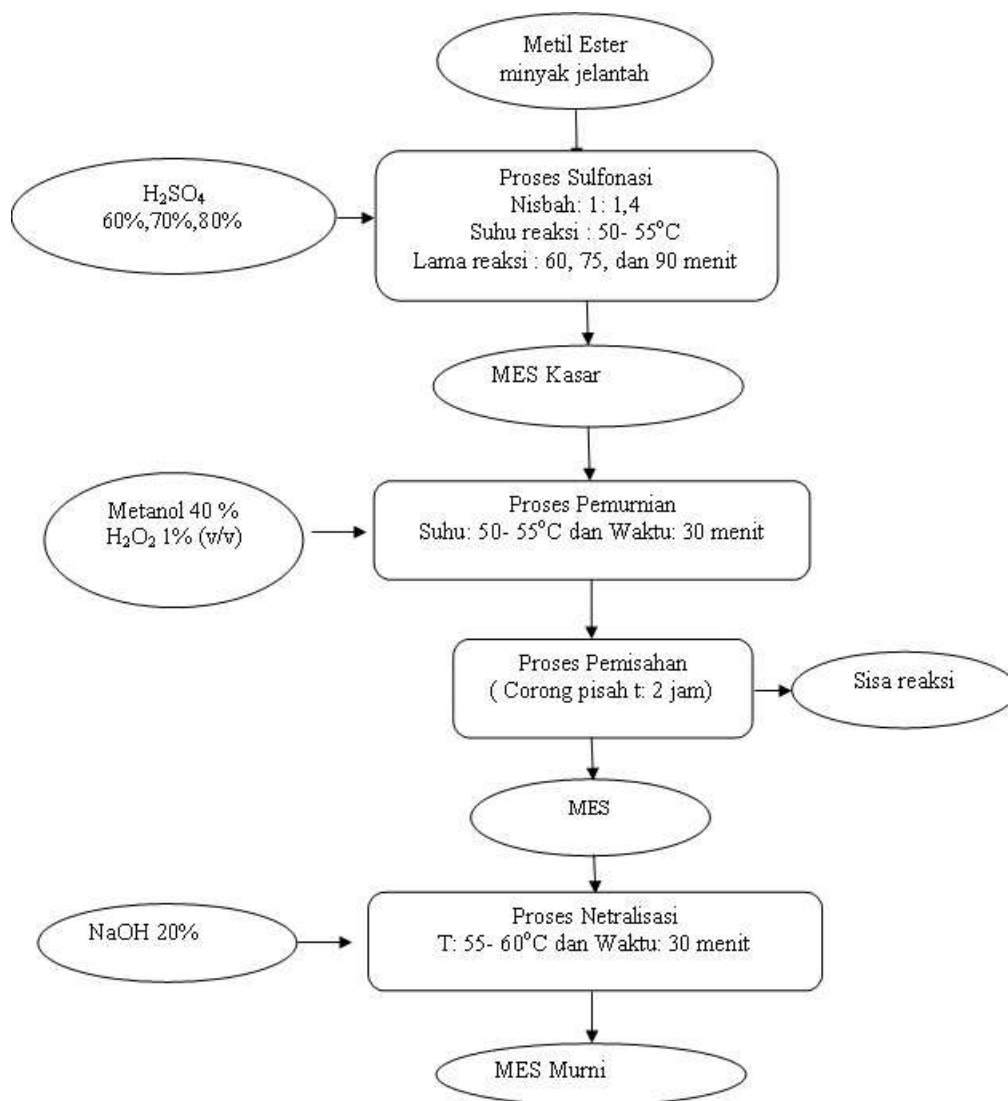 Metil Ester
minyak jelantah
H₂SO₄
60%,70%,80%
Proses Sulfonasi
Nisbah: 1: 1,4
Suhu reaksi : 50- 55°C
Lama reaksi : 60, 75, dan 90 menit
MES Kasar
Metanol 40 %
H₂O₂ 1% (v/v)
Proses Pemurnian
Suhu: 50- 55°C dan Waktu: 30 menit
Proses Pemisahan
( Corong pisah t: 2 jam)
Sisa reaksi
MES
NaOH 20%
Proses Netralisasi
T: 55- 60°C dan Waktu: 30 menit
MES Murni